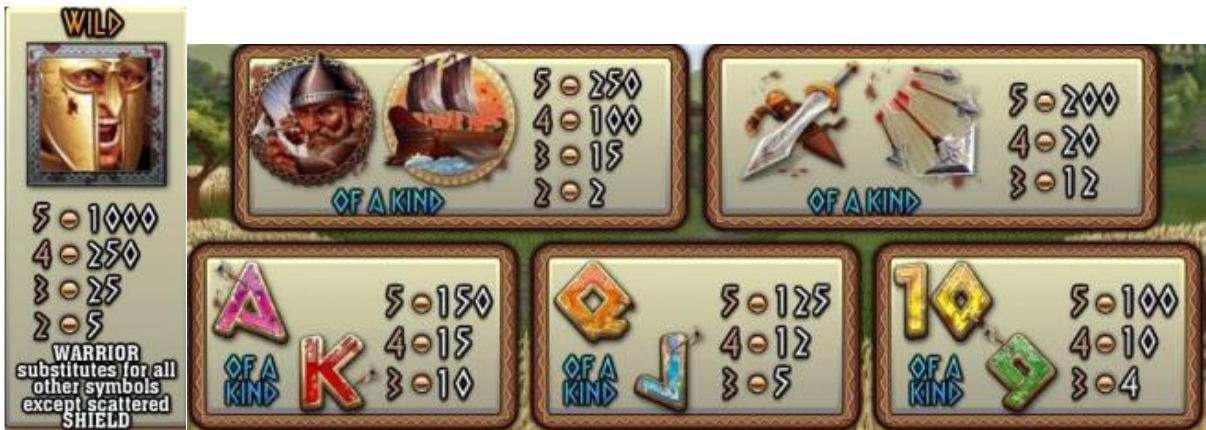 WILD
5 - 1000
4 - 250
3 - 25
2 - 5
WARRIOR
substitutes for all
other symbols
except scattered
SHIELD
5 - 250
4 - 100
3 - 15
2 - 2
OF A KIND
5 - 200
4 - 20
3 - 12
OF A KIND
A
K
5 - 150
4 - 15
3 - 10
OF A
KIND
Q
J
5 - 125
4 - 12
3 - 5
OF A
KIND
10
9
5 - 100
4 - 10
3 - 4
OF A
KIND